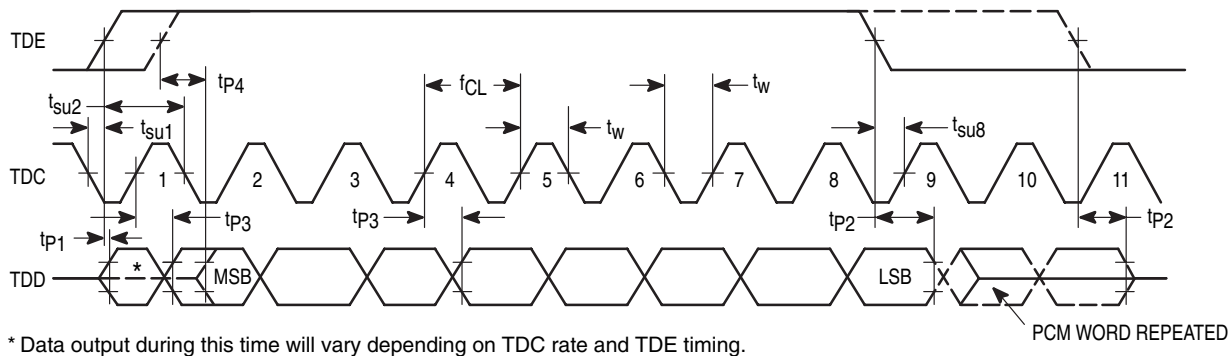 TDE
tP4
fCL
tw
tsu2
tsu1
tw
tsu8
TDC
1 2 3 4 5 6 7 8 9 10 11
tP3
tP3
tP2
tP2
tP1
TDD
*
MSB
LSB
PCM WORD REPEATED
* Data output during this time will vary depending on TDC rate and TDE timing.